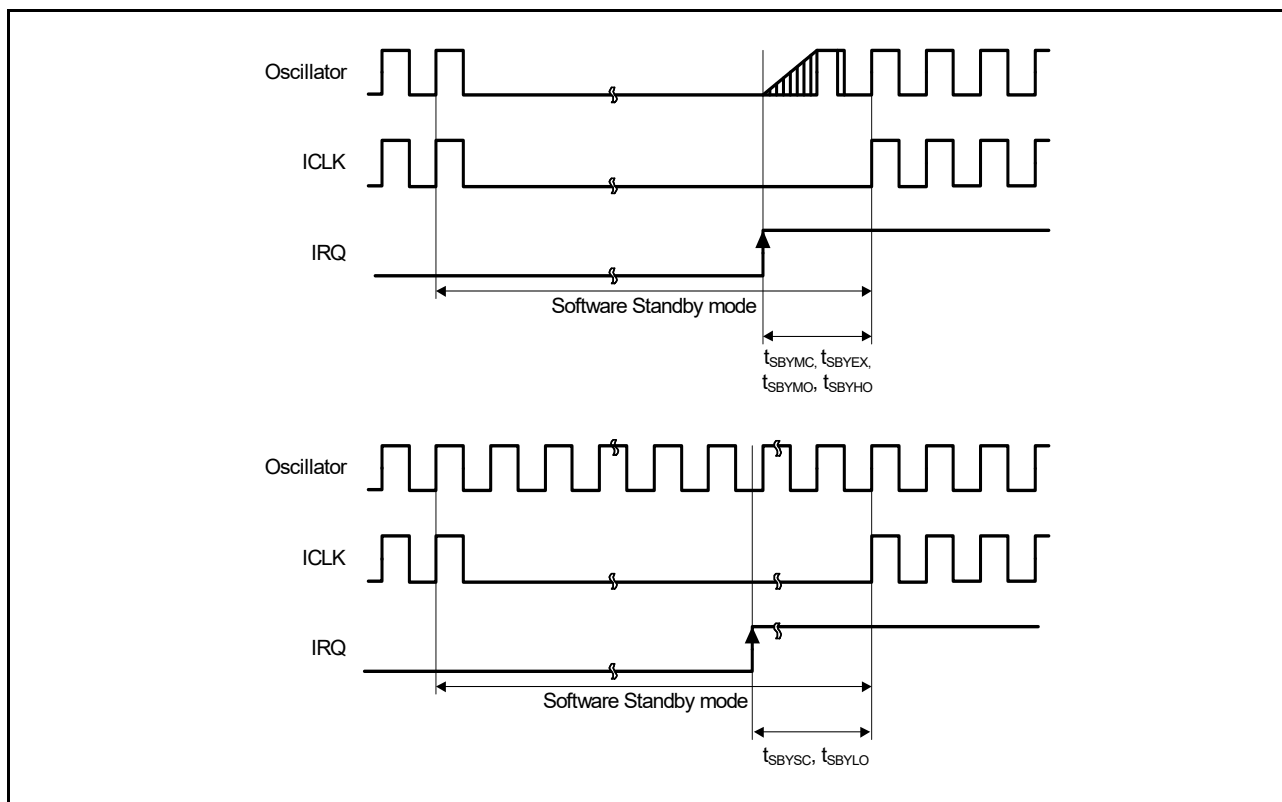 Oscillator
ICLK
IRQ
Software Standby mode
tSBYMC, tSBYEX,
tSBYMO, tSBYHO
Oscillator
ICLK
IRQ
Software Standby mode
tSBYSC, tSBYLO